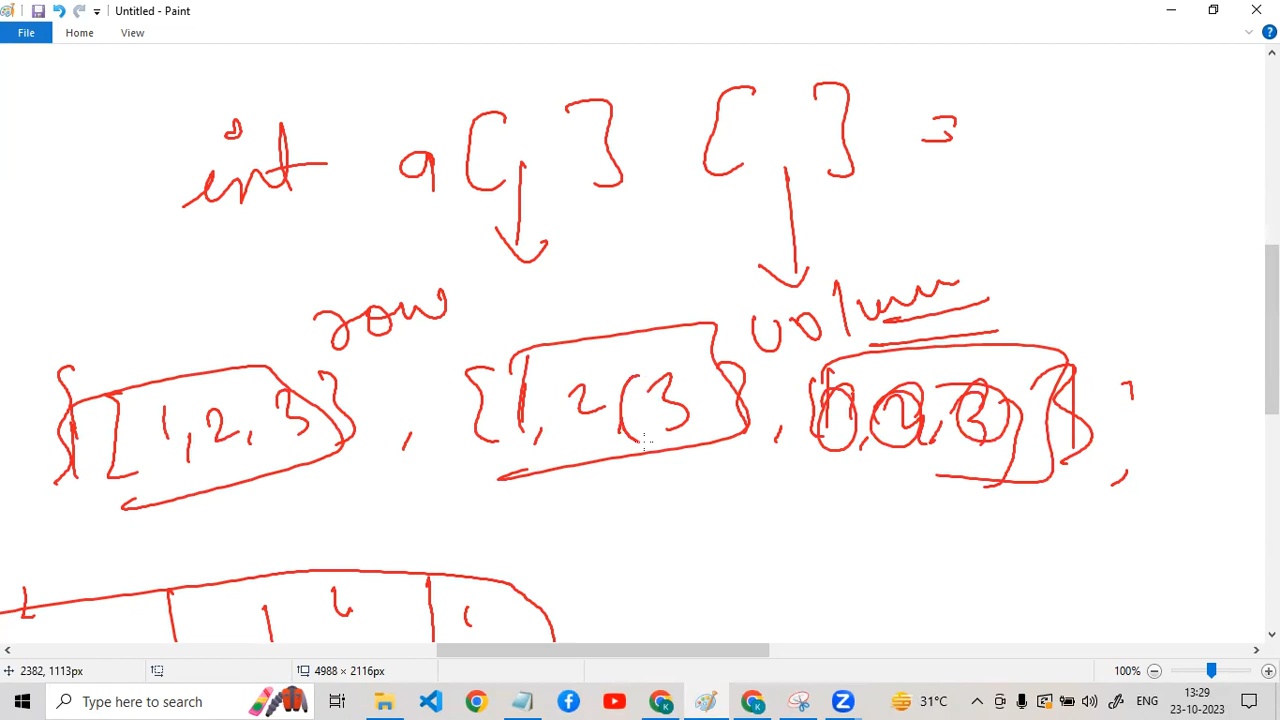 Untitled - Paint
File Home View
int a[ ] [ ] =
row column
{{1,2,3} , {1, 2, 3} , {1,2,3}} ;
2382, 1113px 4988 × 2116px 100%
Type here to search 31°C ENG 13:29
23-10-2023